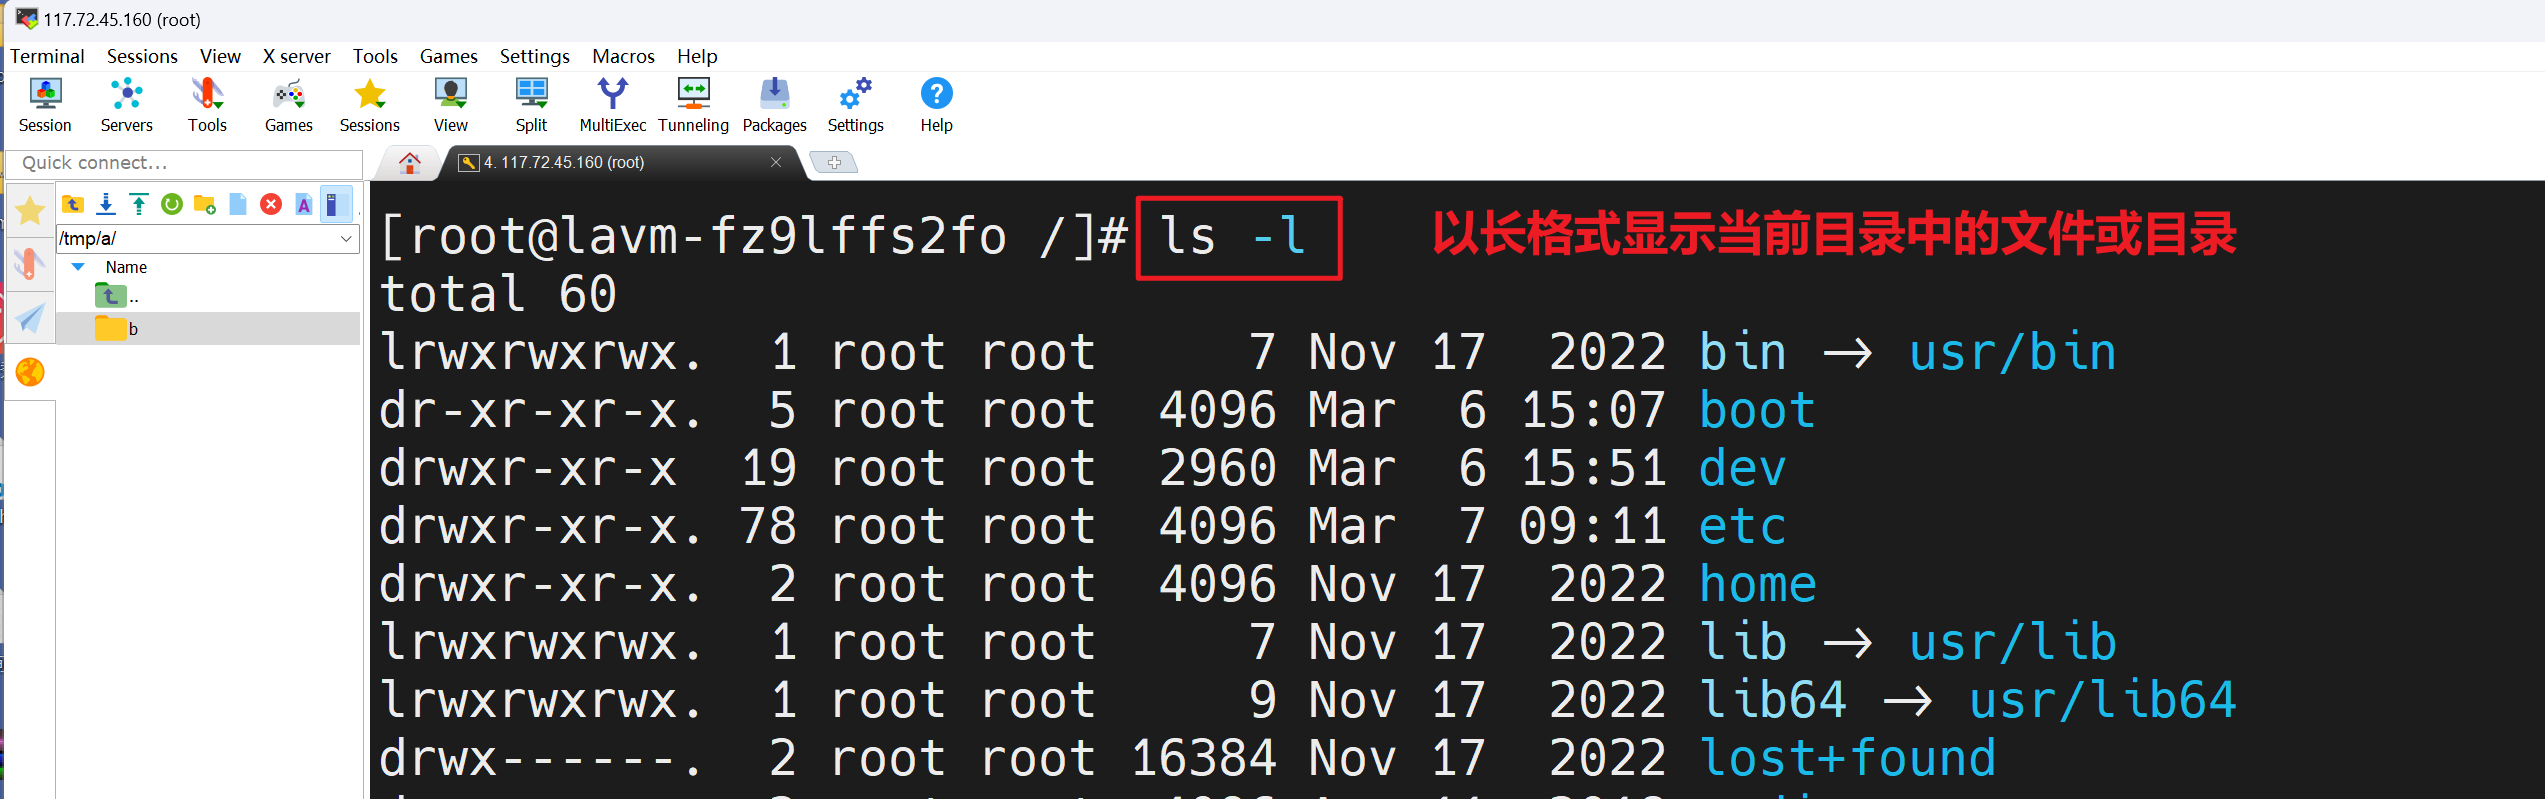 117.72.45.160 (root)
Terminal Sessions View X server Tools Games Settings Macros Help
Session Servers Tools Games Sessions View Split MultiExec Tunneling Packages Settings Help
Quick connect...
4. 117.72.45.160 (root)
/tmp/a/
Name
..
b
[root@lavm-fz9lffs2fo /]# ls -l 以长格式显示当前目录中的文件或目录
total 60
lrwxrwxrwx. 1 root root 7 Nov 17 2022 bin → usr/bin
dr-xr-xr-x. 5 root root 4096 Mar 6 15:07 boot
drwxr-xr-x 19 root root 2960 Mar 6 15:51 dev
drwxr-xr-x. 78 root root 4096 Mar 7 09:11 etc
drwxr-xr-x. 2 root root 4096 Nov 17 2022 home
lrwxrwxrwx. 1 root root 7 Nov 17 2022 lib → usr/lib
lrwxrwxrwx. 1 root root 9 Nov 17 2022 lib64 → usr/lib64
drwx------. 2 root root 16384 Nov 17 2022 lost+found